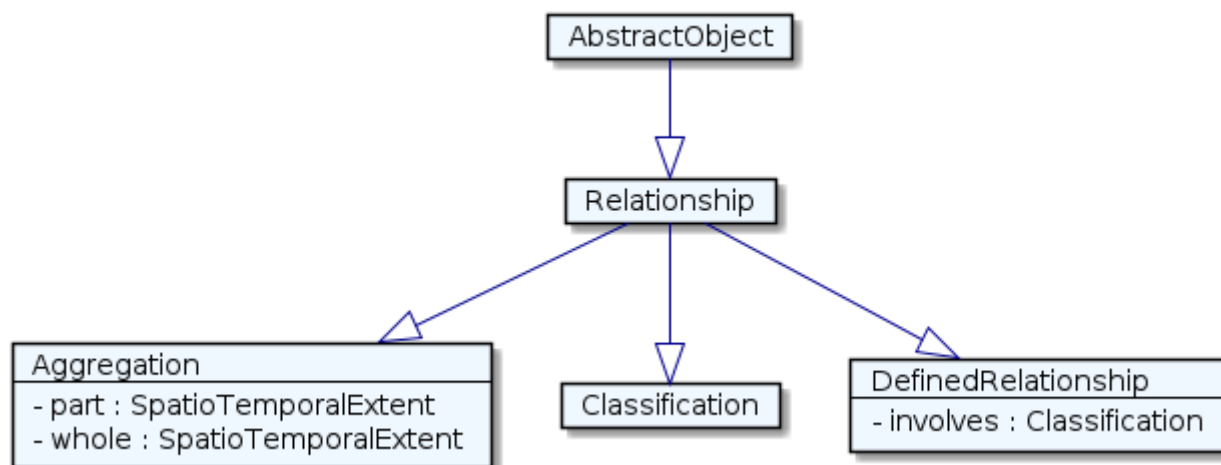 AbstractObject
Relationship
Aggregation
- part : SpatioTemporalExtent
- whole : SpatioTemporalExtent
Classification
DefinedRelationship
- involves : Classification